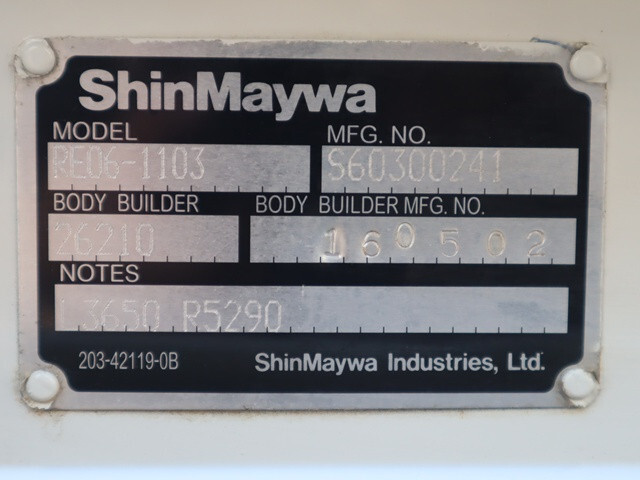 ShinMaywa
MODEL MFG. NO.
RE06-1103 S60300241
BODY BUILDER BODY BUILDER MFG. NO.
26210 160502
NOTES
L3650 R5290
203-42119-0B ShinMaywa Industries, Ltd.